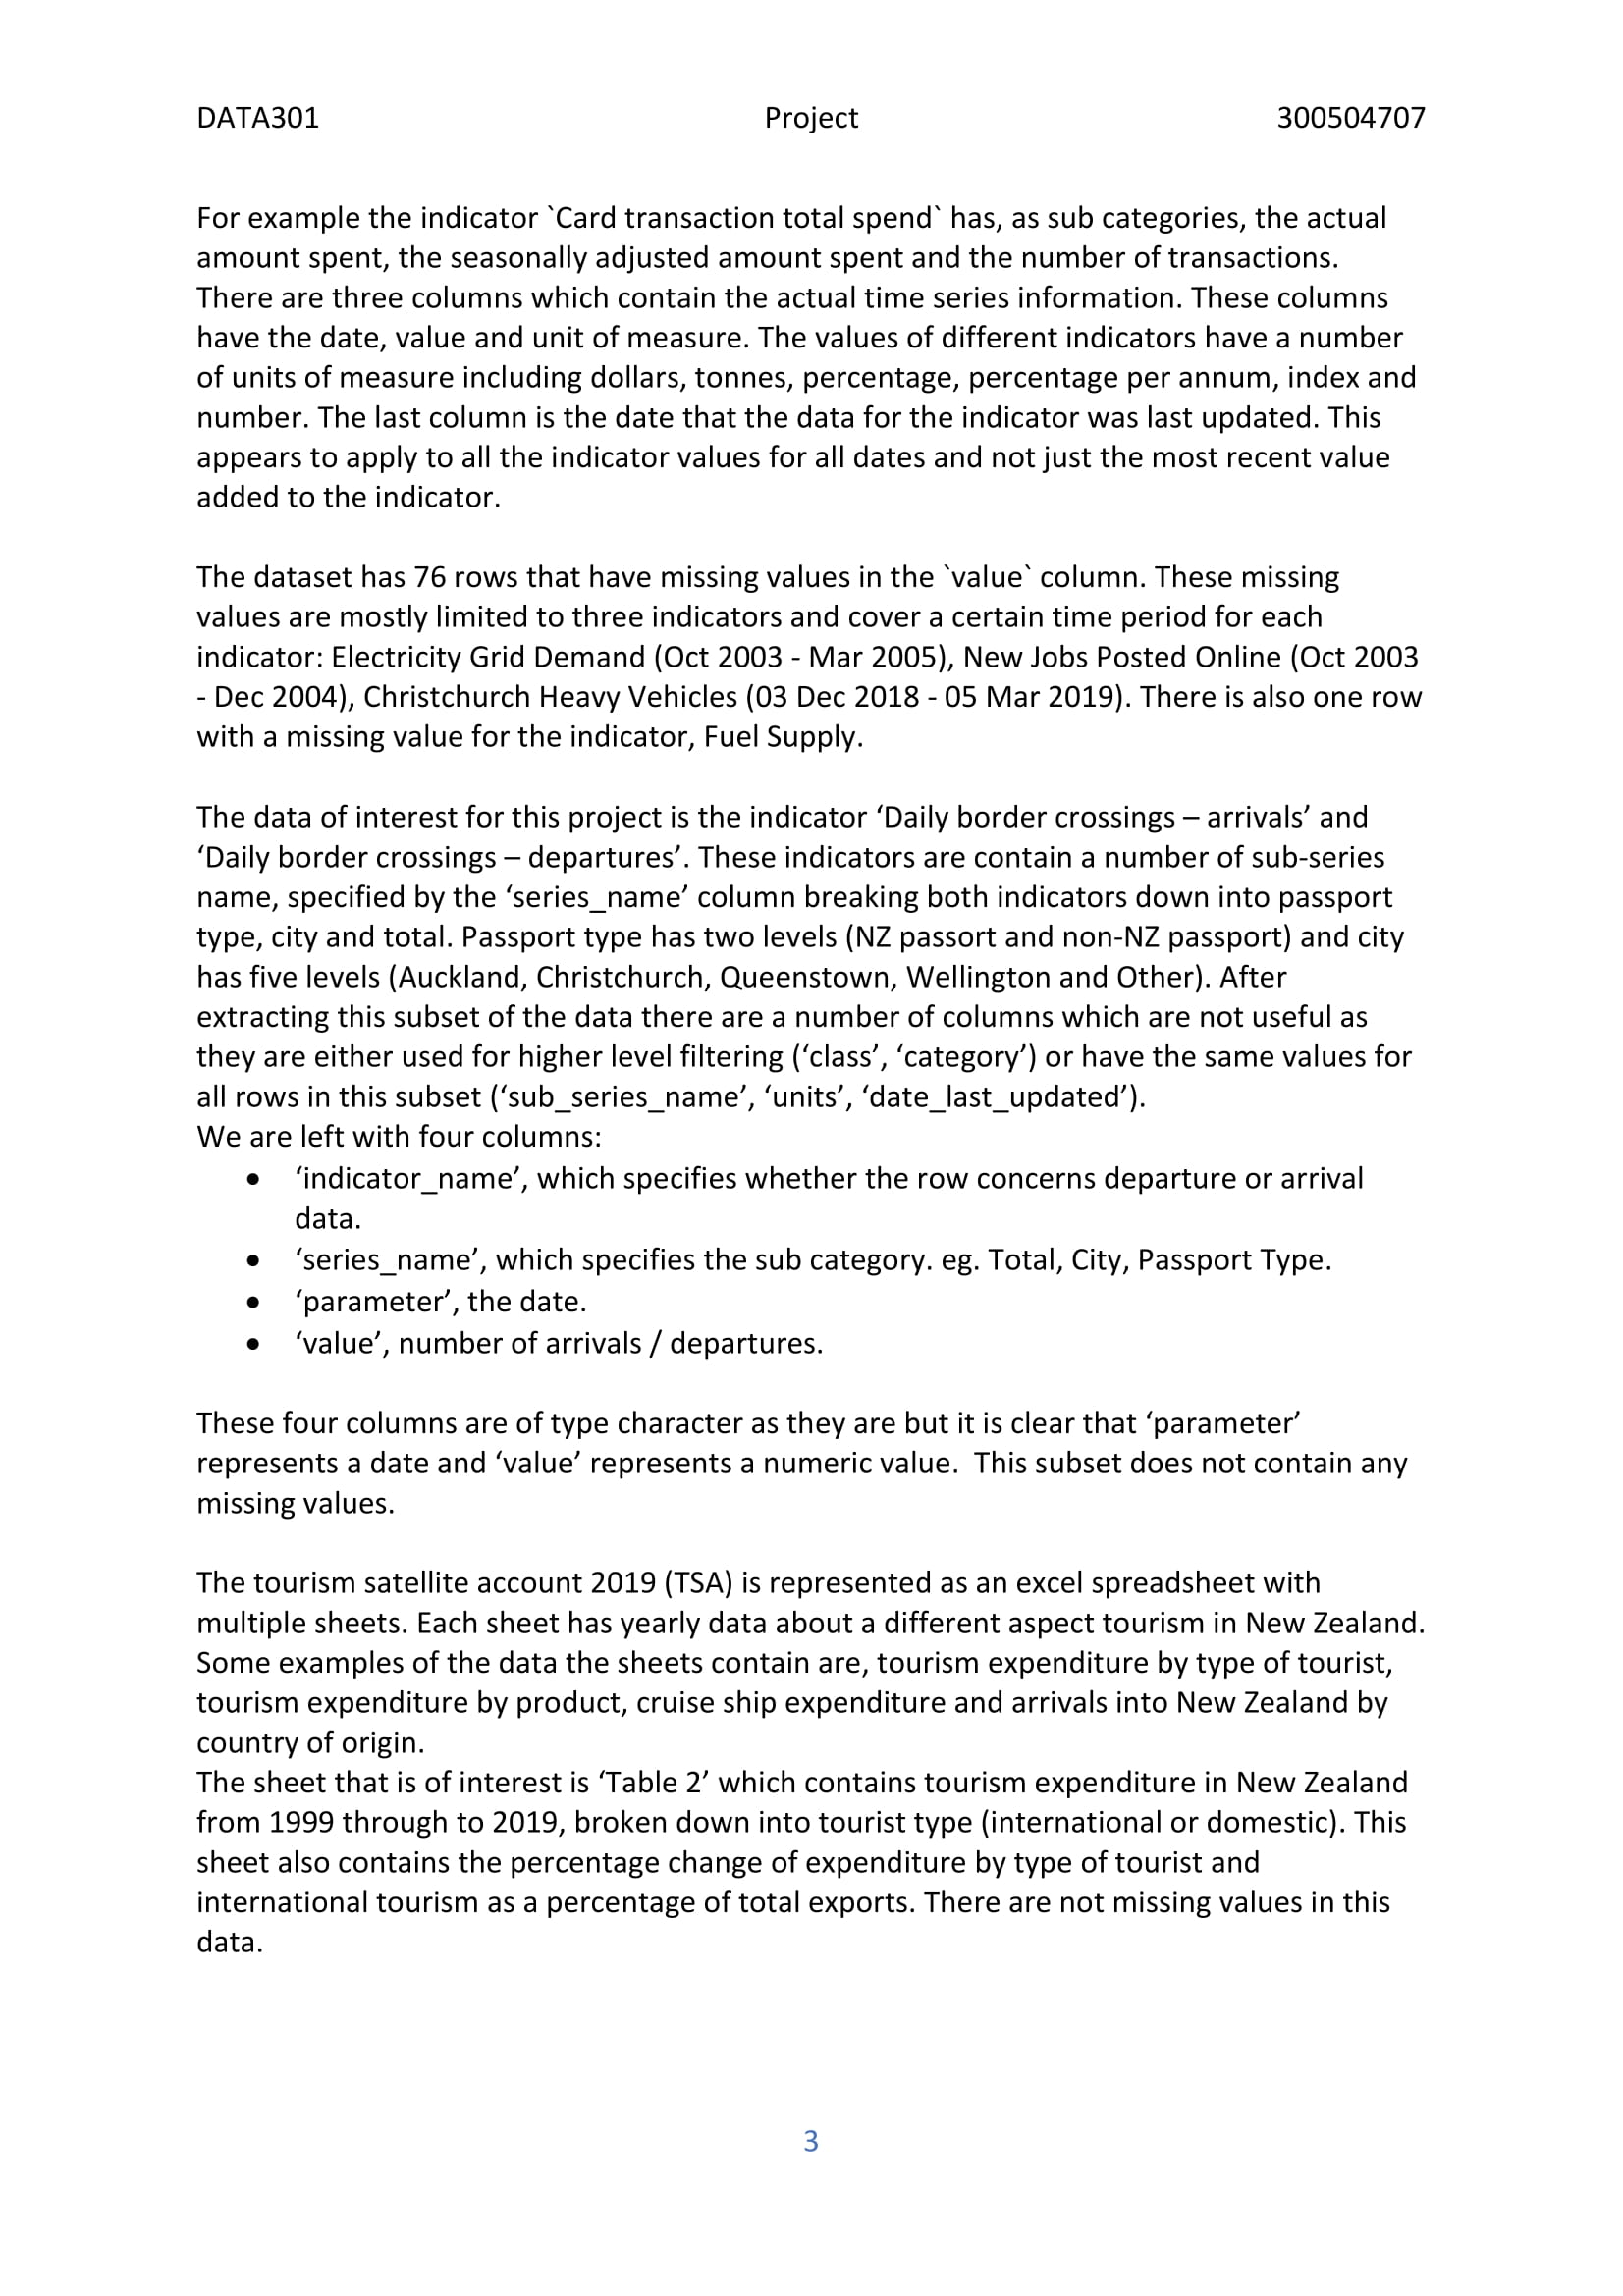 DATA301 Project 300504707
For example the indicator `Card transaction total spend` has, as sub categories, the actual
amount spent, the seasonally adjusted amount spent and the number of transactions.
There are three columns which contain the actual time series information. These columns
have the date, value and unit of measure. The values of different indicators have a number
of units of measure including dollars, tonnes, percentage, percentage per annum, index and
number. The last column is the date that the data for the indicator was last updated. This
appears to apply to all the indicator values for all dates and not just the most recent value
added to the indicator.
The dataset has 76 rows that have missing values in the `value` column. These missing
values are mostly limited to three indicators and cover a certain time period for each
indicator: Electricity Grid Demand (Oct 2003 - Mar 2005), New Jobs Posted Online (Oct 2003
- Dec 2004), Christchurch Heavy Vehicles (03 Dec 2018 - 05 Mar 2019). There is also one row
with a missing value for the indicator, Fuel Supply.
The data of interest for this project is the indicator ‘Daily border crossings – arrivals’ and
‘Daily border crossings – departures’. These indicators are contain a number of sub-series
name, specified by the ‘series_name’ column breaking both indicators down into passport
type, city and total. Passport type has two levels (NZ passort and non-NZ passport) and city
has five levels (Auckland, Christchurch, Queenstown, Wellington and Other). After
extracting this subset of the data there are a number of columns which are not useful as
they are either used for higher level filtering (‘class’, ‘category’) or have the same values for
all rows in this subset (‘sub_series_name’, ‘units’, ‘date_last_updated’).
We are left with four columns:
• ‘indicator_name’, which specifies whether the row concerns departure or arrival
data.
• ‘series_name’, which specifies the sub category. eg. Total, City, Passport Type.
• ‘parameter’, the date.
• ‘value’, number of arrivals / departures.
These four columns are of type character as they are but it is clear that ‘parameter’
represents a date and ‘value’ represents a numeric value.  This subset does not contain any
missing values.
The tourism satellite account 2019 (TSA) is represented as an excel spreadsheet with
multiple sheets. Each sheet has yearly data about a different aspect tourism in New Zealand.
Some examples of the data the sheets contain are, tourism expenditure by type of tourist,
tourism expenditure by product, cruise ship expenditure and arrivals into New Zealand by
country of origin.
The sheet that is of interest is ‘Table 2’ which contains tourism expenditure in New Zealand
from 1999 through to 2019, broken down into tourist type (international or domestic). This
sheet also contains the percentage change of expenditure by type of tourist and
international tourism as a percentage of total exports. There are not missing values in this
data.
3